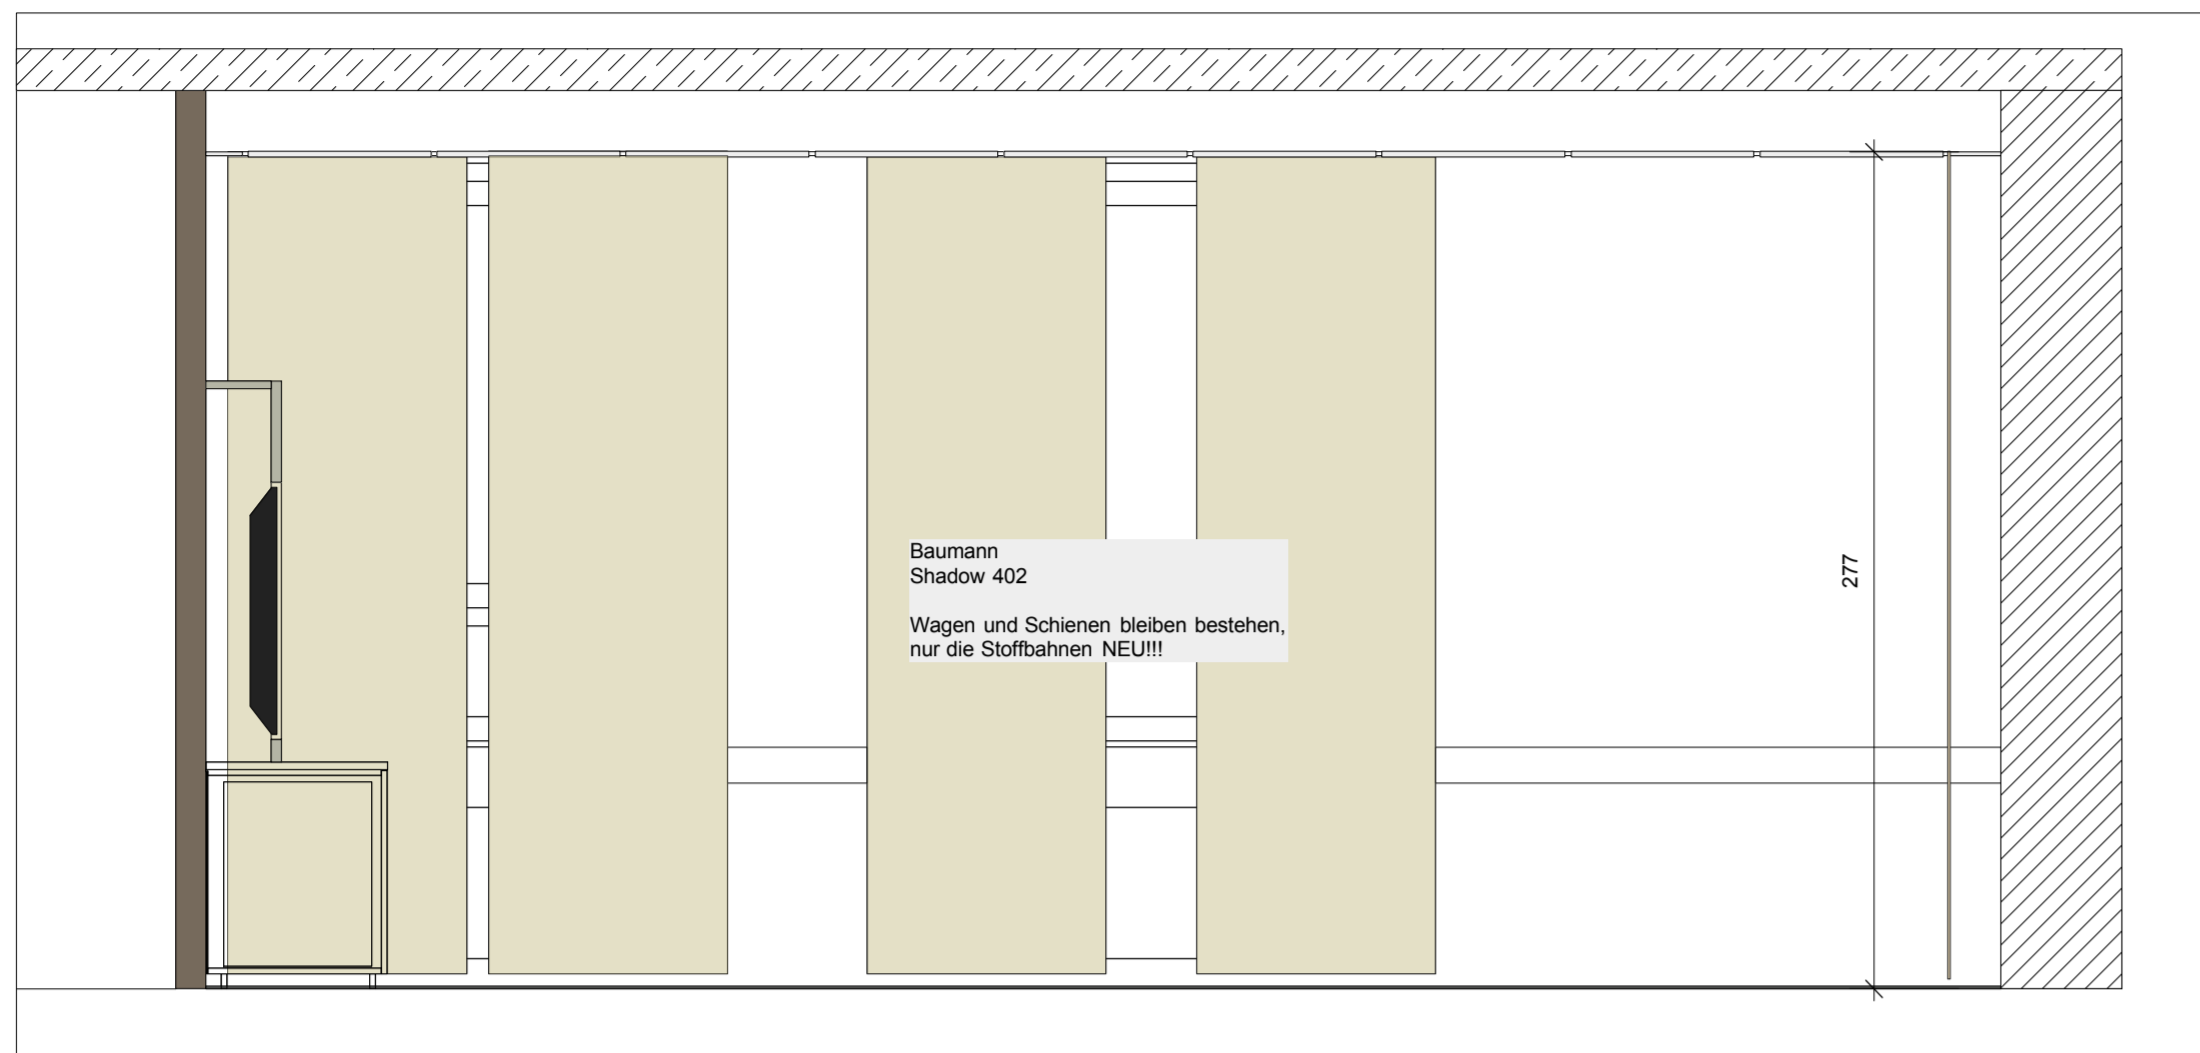 Baumann
Shadow 402
Wagen und Schienen bleiben bestehen,
nur die Stoffbahnen NEU!!!
277